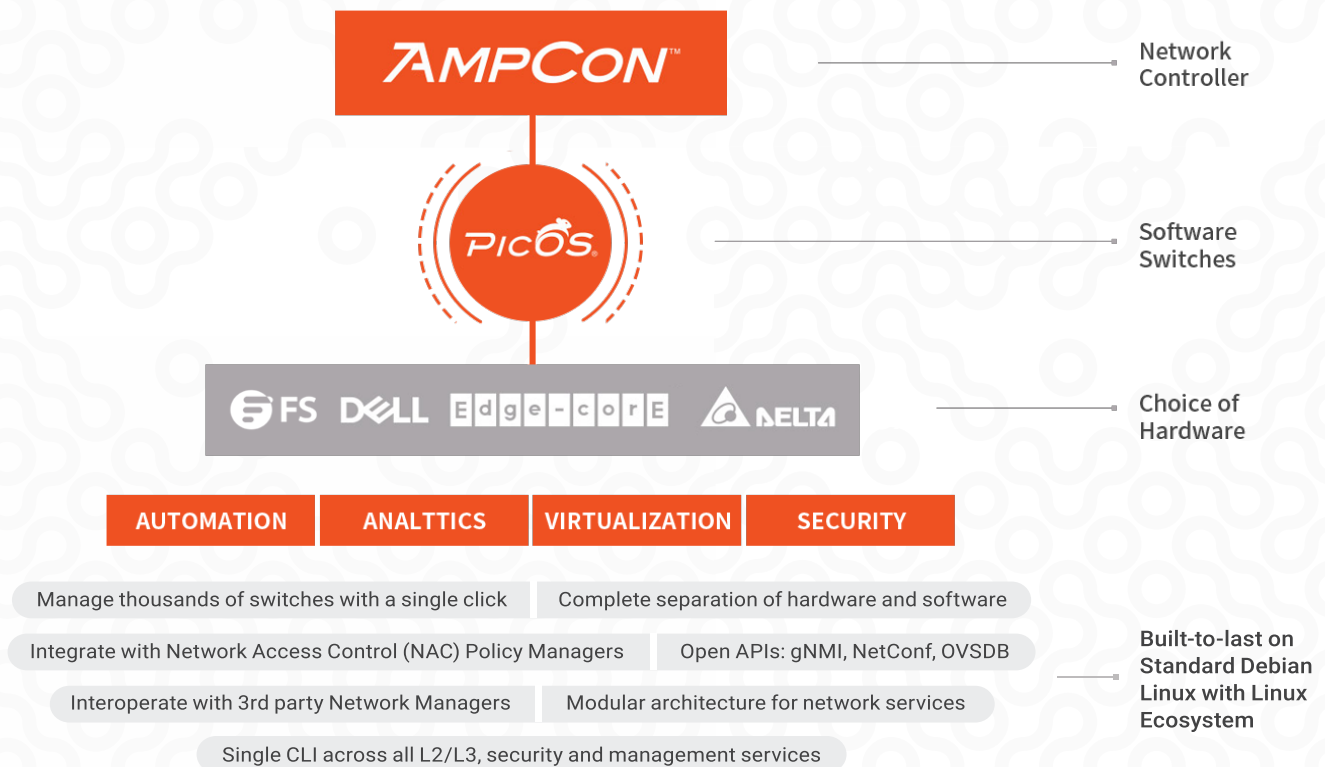 AMPCON™
Network
Controller
PICOS®
Software
Switches
FS DELL Edge-corE DELTA
Choice of
Hardware
AUTOMATION ANALTTICS VIRTUALIZATION SECURITY
Manage thousands of switches with a single click Complete separation of hardware and software
Integrate with Network Access Control (NAC) Policy Managers Open APIs: gNMI, NetConf, OVSDB
Interoperate with 3rd party Network Managers Modular architecture for network services
Single CLI across all L2/L3, security and management services
Built-to-last on
Standard Debian
Linux with Linux
Ecosystem